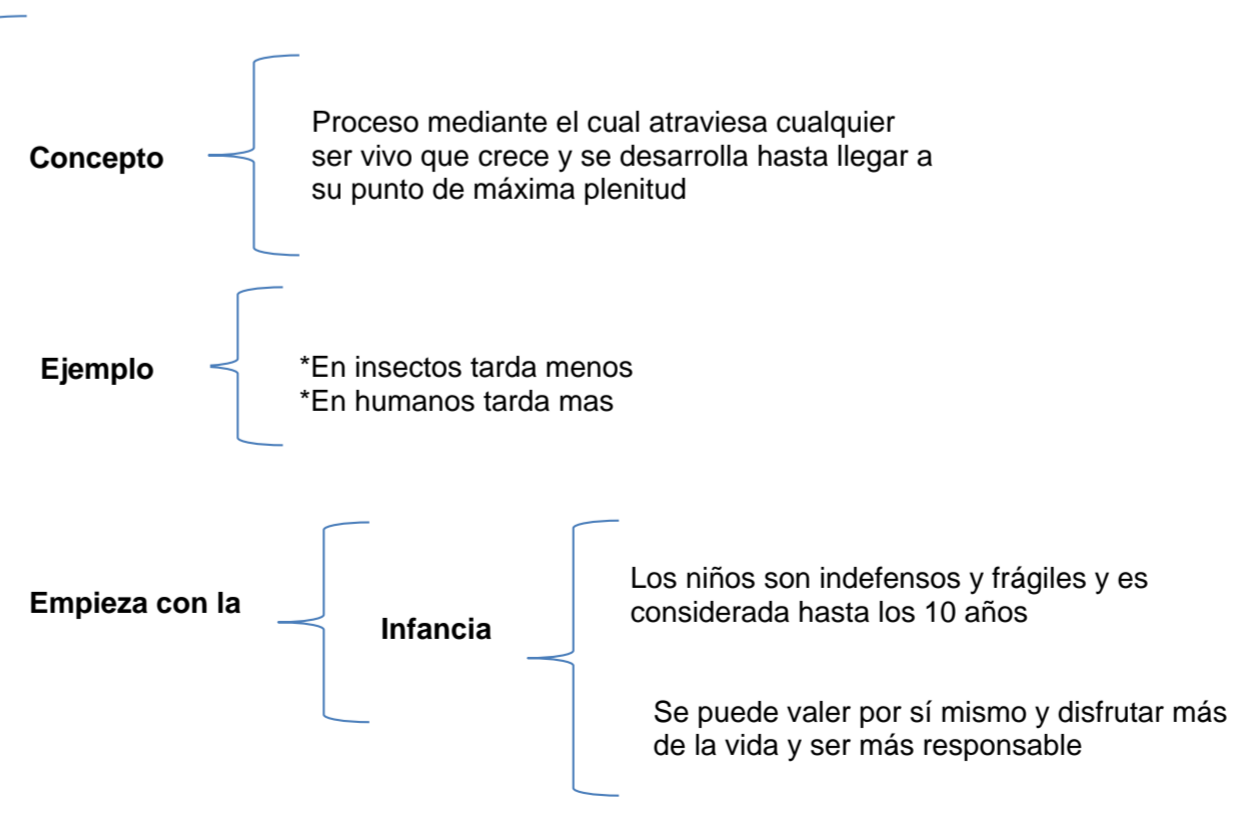 Concepto
Proceso mediante el cual atraviesa cualquier
ser vivo que crece y se desarrolla hasta llegar a
su punto de máxima plenitud
Ejemplo
*En insectos tarda menos
*En humanos tarda mas
Empieza con la
Infancia
Los niños son indefensos y frágiles y es
considerada hasta los 10 años
Se puede valer por sí mismo y disfrutar más
de la vida y ser más responsable